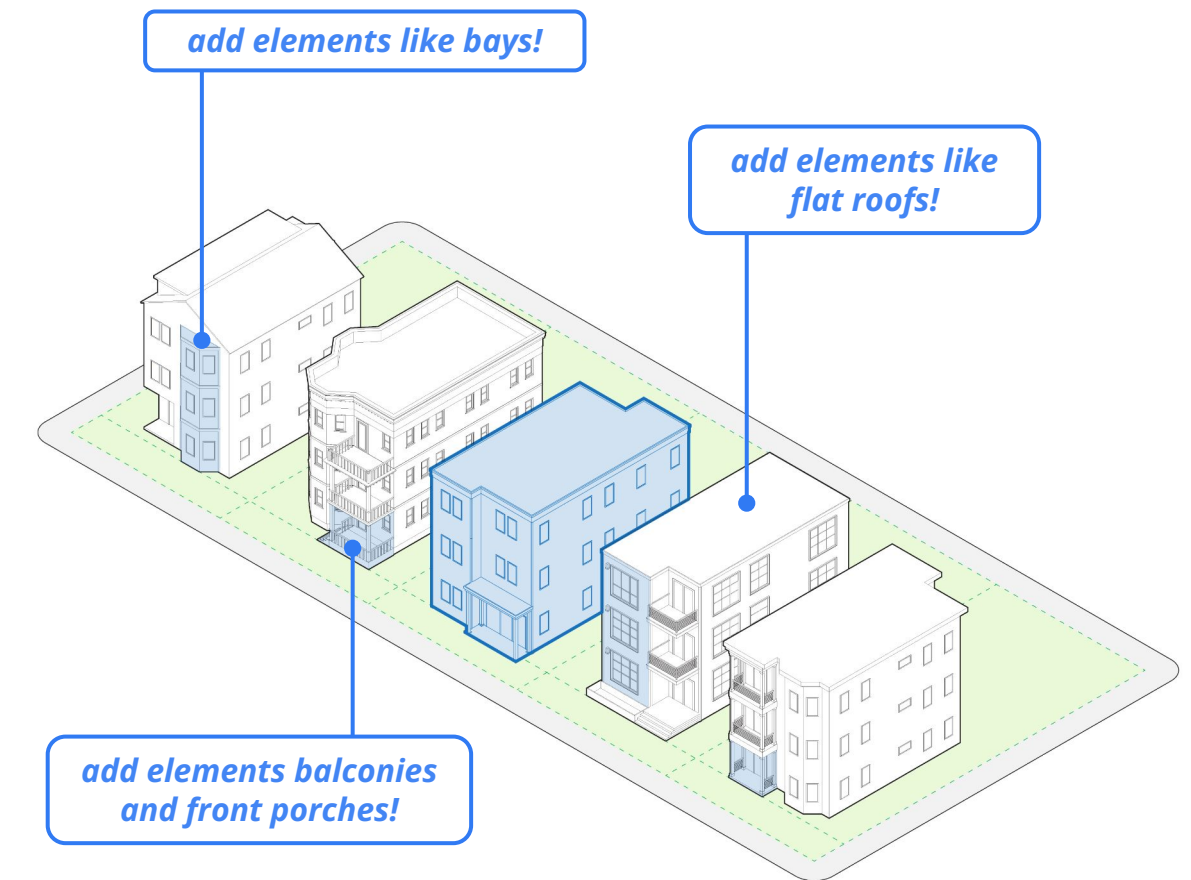 add elements like bays!
add elements like
flat roofs!
add elements balconies
and front porches!